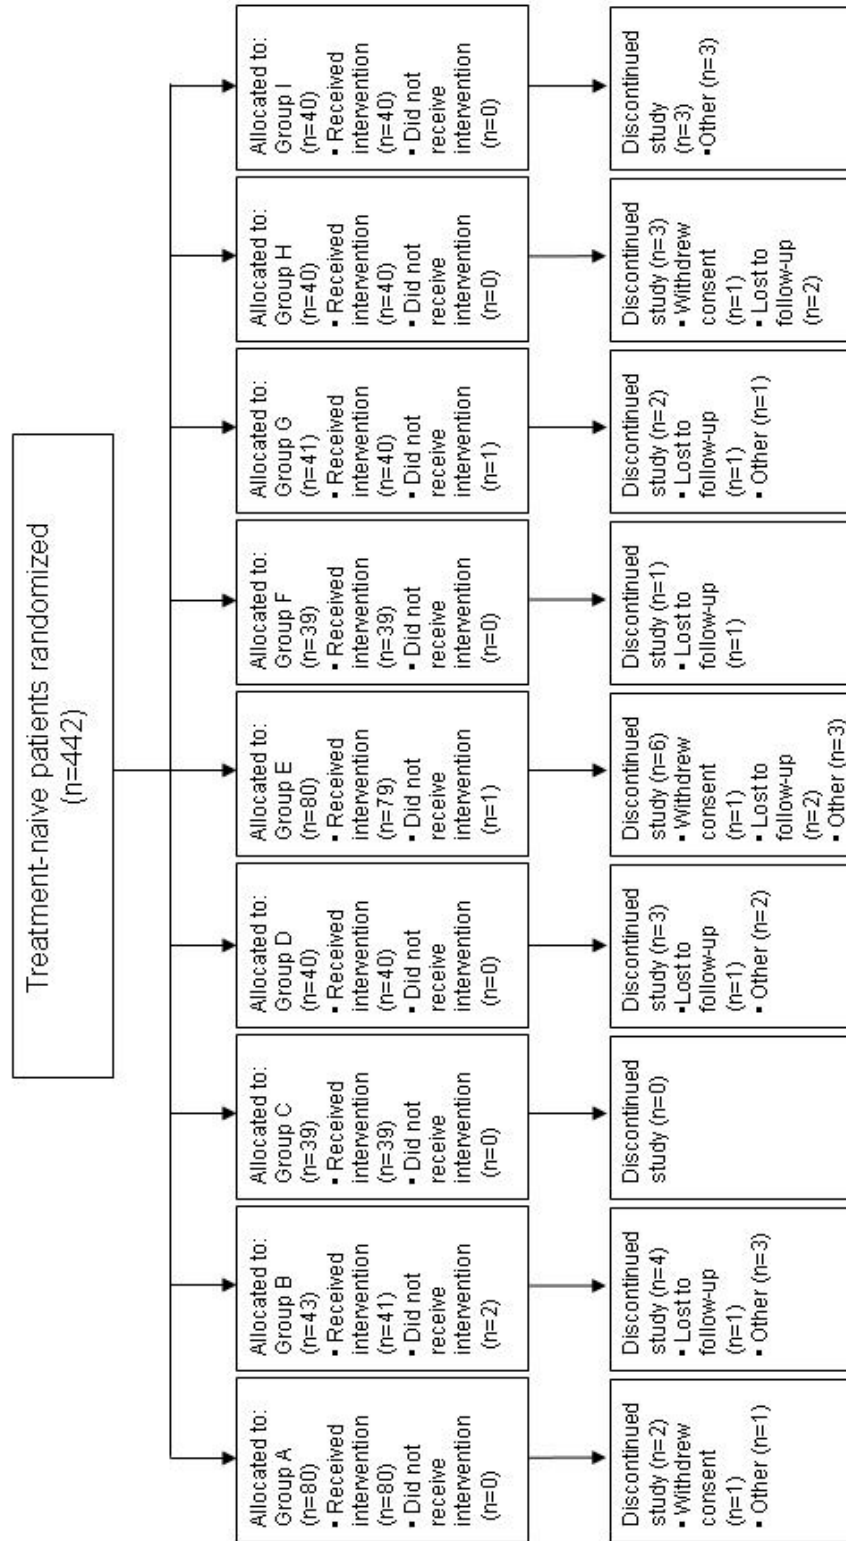 Treatment-naive patients randomized
(n=442)
Allocated to:
Group A
(n=80)
▪ Received
intervention
(n=80)
▪ Did not
receive
intervention
(n=0)
Allocated to:
Group B
(n=43)
▪ Received
intervention
(n=41)
▪ Did not
receive
intervention
(n=2)
Allocated to:
Group C
(n=39)
▪ Received
intervention
(n=39)
▪ Did not
receive
intervention
(n=0)
Allocated to:
Group D
(n=40)
▪ Received
intervention
(n=40)
▪ Did not
receive
intervention
(n=0)
Allocated to:
Group E
(n=80)
▪ Received
intervention
(n=79)
▪ Did not
receive
intervention
(n=1)
Allocated to:
Group F
(n=39)
▪ Received
intervention
(n=39)
▪ Did not
receive
intervention
(n=0)
Allocated to:
Group G
(n=41)
▪ Received
intervention
(n=40)
▪ Did not
receive
intervention
(n=1)
Allocated to:
Group H
(n=40)
▪ Received
intervention
(n=40)
▪ Did not
receive
intervention
(n=0)
Allocated to:
Group I
(n=40)
▪ Received
intervention
(n=40)
▪ Did not
receive
intervention
(n=0)
Discontinued
study (n=2)
▪ Withdrew
consent
(n=1)
▪ Other (n=1)
Discontinued
study (n=4)
▪ Lost to
follow-up
(n=1)
▪ Other (n=3)
Discontinued
study (n=0)
Discontinued
study (n=3)
▪Lost to
follow-up
(n=1)
▪ Other (n=2)
Discontinued
study (n=6)
▪ Withdrew
consent
(n=1)
▪ Lost to
follow-up
(n=2)
▪ Other (n=3)
Discontinued
study (n=1)
▪ Lost to
follow-up
(n=1)
Discontinued
study (n=2)
▪ Lost to
follow-up
(n=1)
▪ Other (n=1)
Discontinued
study (n=3)
▪ Withdrew
consent
(n=1)
▪ Lost to
follow-up
(n=2)
Discontinued
study
(n=3)
▪Other (n=3)